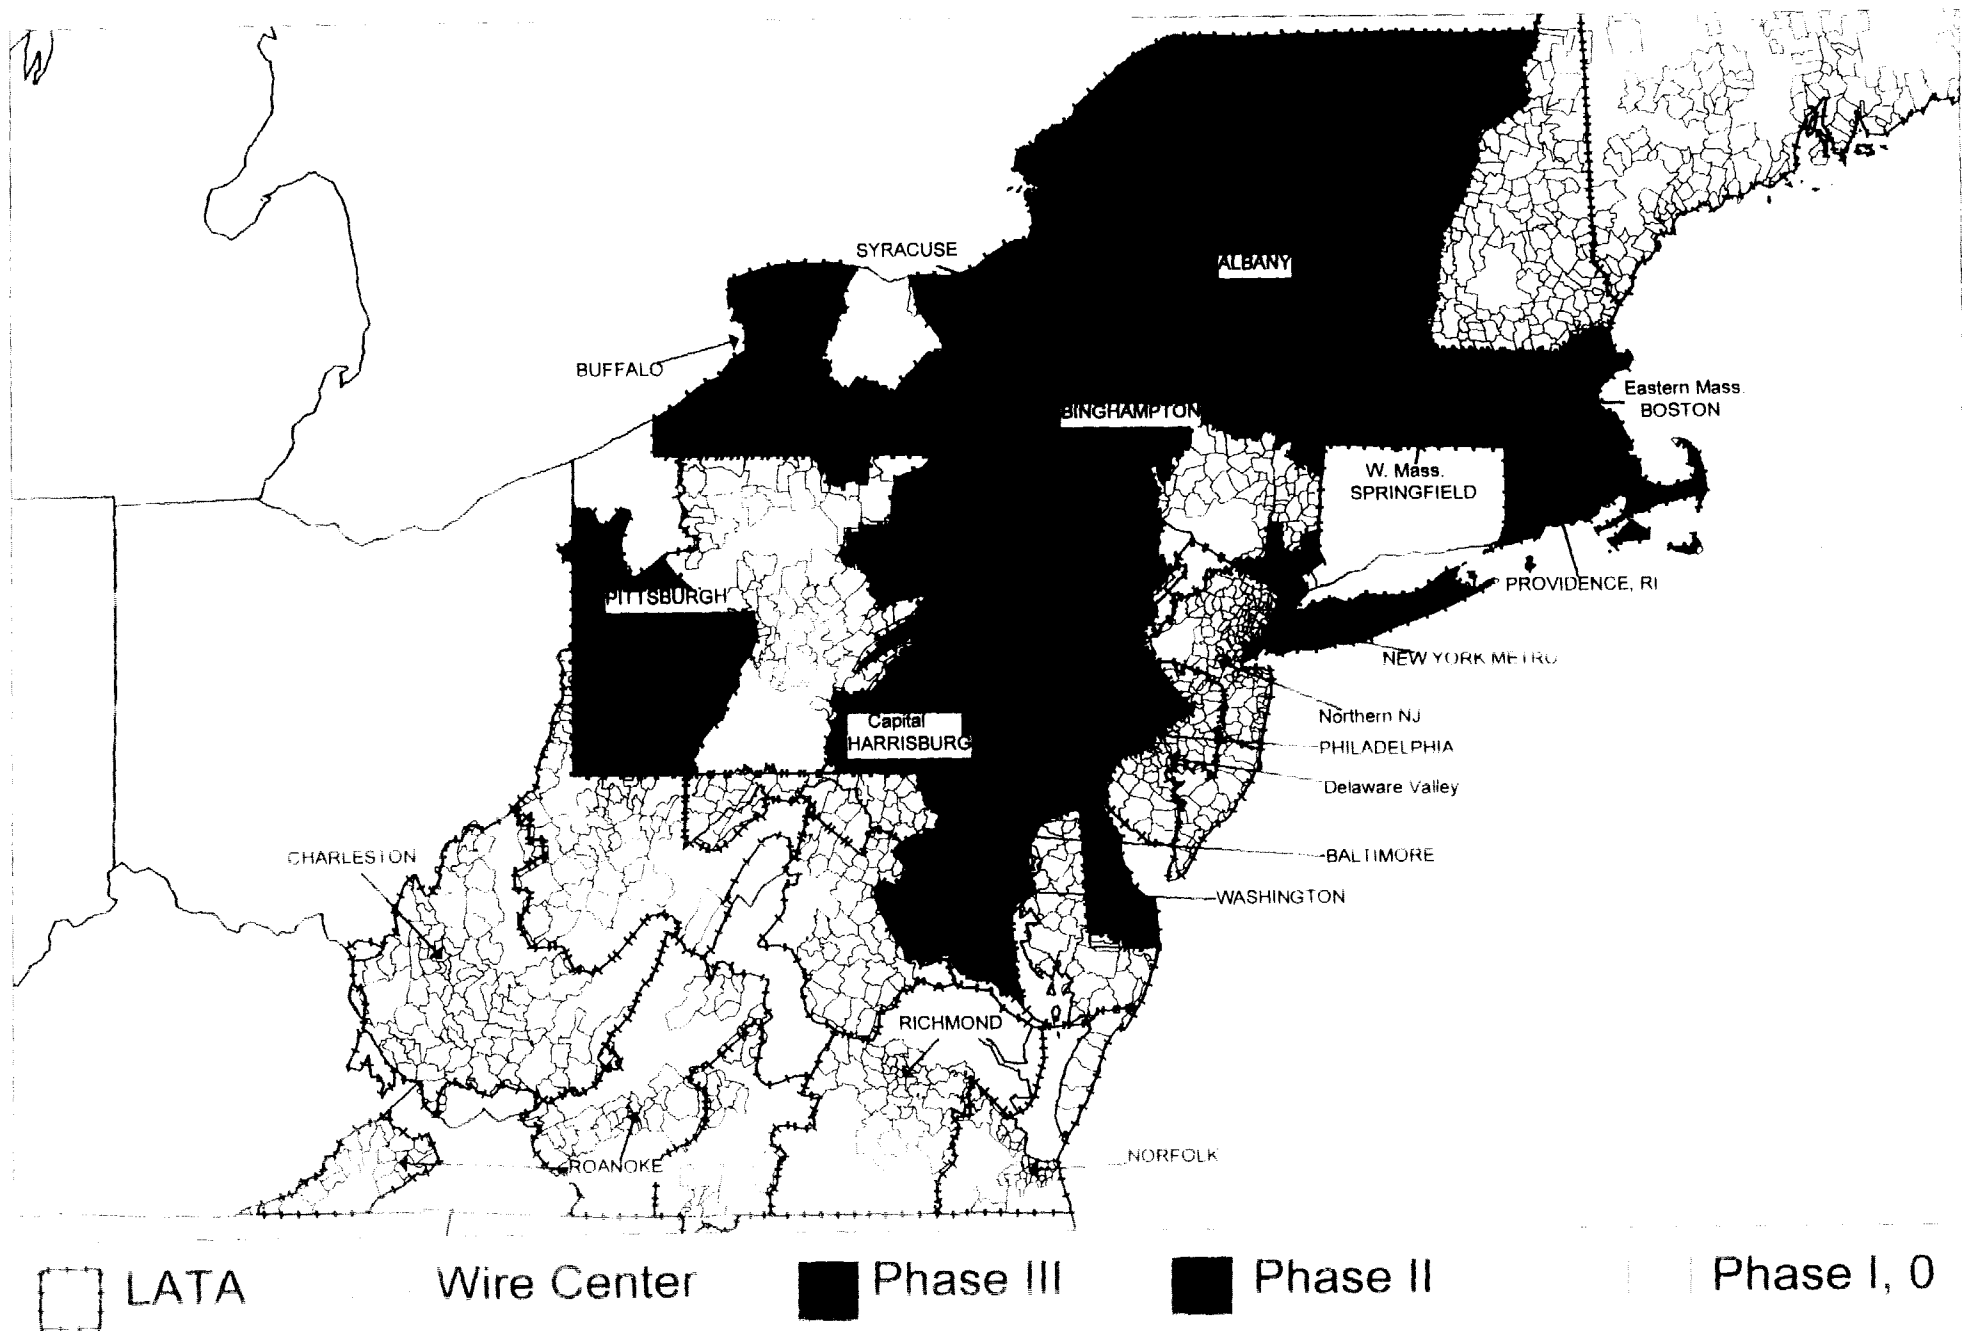 SYRACUSE
ALBANY
BUFFALO
Eastern Mass.
BOSTON
BINGHAMPTON
W. Mass.
SPRINGFIELD
PROVIDENCE, RI
PITTSBURGH
NEW YORK METRO
Northern NJ
Capital
HARRISBURG
PHILADELPHIA
Delaware Valley
CHARLESTON
BALTIMORE
WASHINGTON
RICHMOND
ROANOKE
NORFOLK
LATA Wire Center Phase III Phase II Phase I, 0